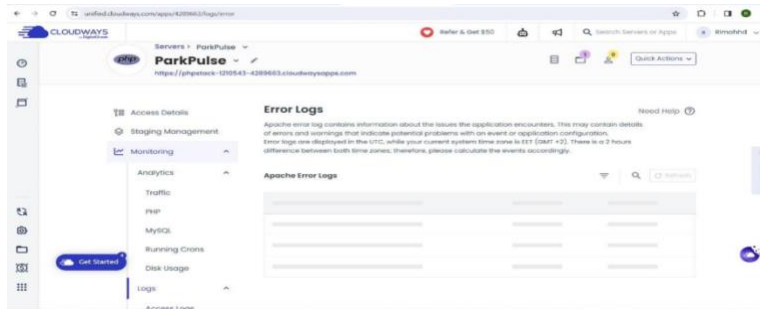 unified.cloudways.com/apps/4289663/logs/error
CLOUDWAYS
Refer & Get $50
Search Servers or Apps
Rimohhd
Servers > ParkPulse
php
ParkPulse
https://phpstack-1210543-4289663.cloudwaysapps.com
Quick Actions
Access Details
Staging Management
Monitoring
Analytics
Traffic
PHP
MySQL
Running Crons
Disk Usage
Logs
Access Logs
Get Started
Error Logs
Need Help
Apache error log contains information about the issues the application encounters. This may contain details
of errors and warnings that indicate potential problems with an event or application configuration.
Error logs are displayed in the UTC, while your current system time zone is EET (GMT +2). There is a 2 hours
difference between both time zones; therefore, please calculate the events accordingly.
Apache Error Logs
Refresh